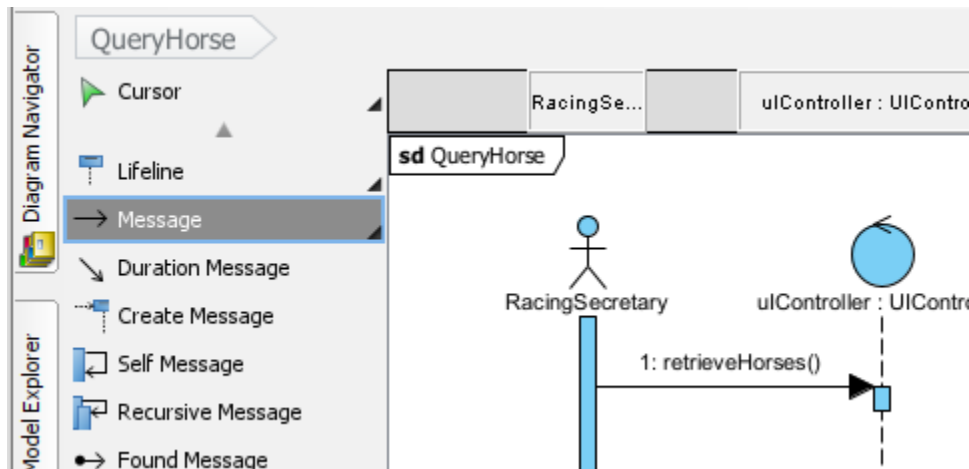 QueryHorse
Diagram Navigator
Model Explorer
Cursor
Lifeline
Message
Duration Message
Create Message
Self Message
Recursive Message
Found Message
RacingSe...
uIController : UIContro
sd QueryHorse
RacingSecretary
uIController : UIContro
1: retrieveHorses()